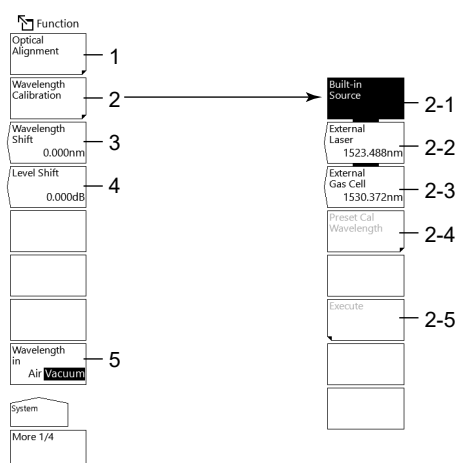 Function
Optical
Alignment
1
Wavelength
Calibration
2
Wavelength
Shift
0.000nm
3
Level Shift
0.000dB
4
Wavelength
in
Air Vacuum
5
System
More 1/4
Built-in
Source
2-1
External
Laser
1523.488nm
2-2
External
Gas Cell
1530.372nm
2-3
Preset Cal
Wavelength
2-4
Execute
2-5